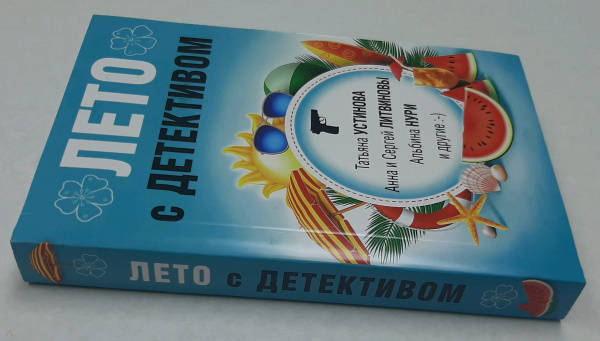 ЛЕТО
с ДЕТЕКТИВОМ
Татьяна УСТИНОВА
Анна и Сергей ЛИТВИНОВЫ
Альбина НУРИ
и другие :-)
ЛЕТО с ДЕТЕКТИВОМ